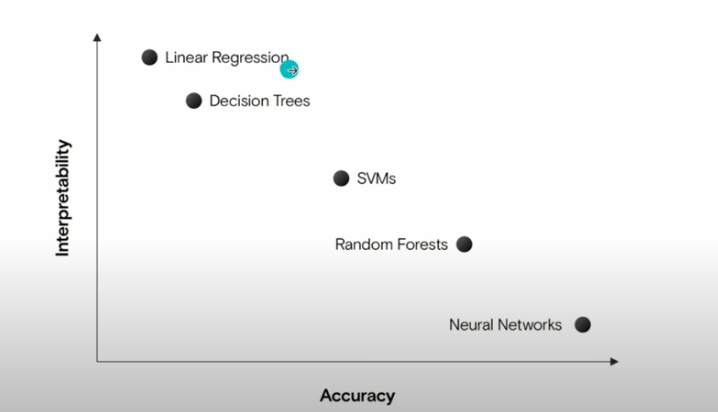 Linear Regression
Decision Trees
SVMs
Random Forests
Neural Networks
Interpretability
Accuracy